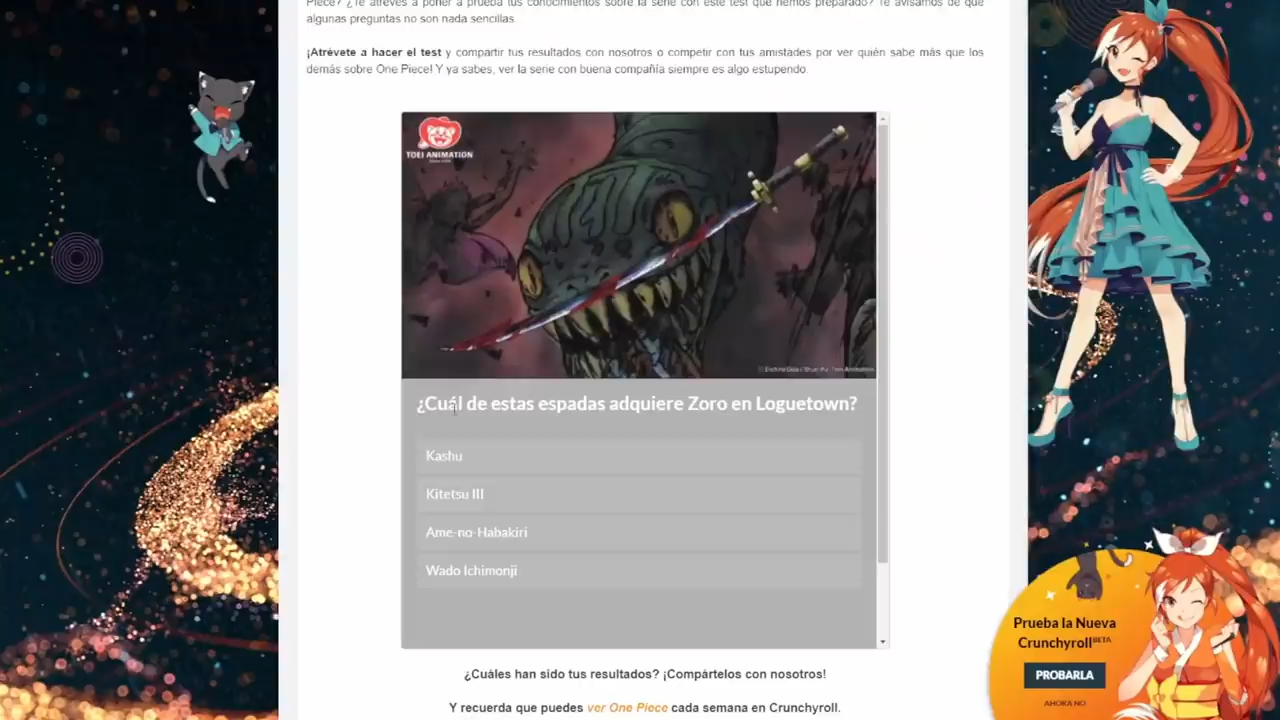 Piece? ¿Te atreves a poner a prueba tus conocimientos sobre la serie con este test que hemos preparado? Te avisamos de que
algunas preguntas no son nada sencillas.
¡Atrévete a hacer el test y compartir tus resultados con nosotros o competir con tus amistades por ver quién sabe más que los
demás sobre One Piece! Y ya sabes, ver la serie con buena compañía siempre es algo estupendo.
TOEI ANIMATION
¿Cuál de estas espadas adquiere Zoro en Loguetown?
Kashu
Kitetsu III
Ame-no-Habakiri
Wado Ichimonji
¿Cuáles han sido tus resultados? ¡Compártelos con nosotros!
Y recuerda que puedes ver One Piece cada semana en Crunchyroll.
Prueba la Nueva
Crunchyroll BETA
PROBARLA
AHORA NO